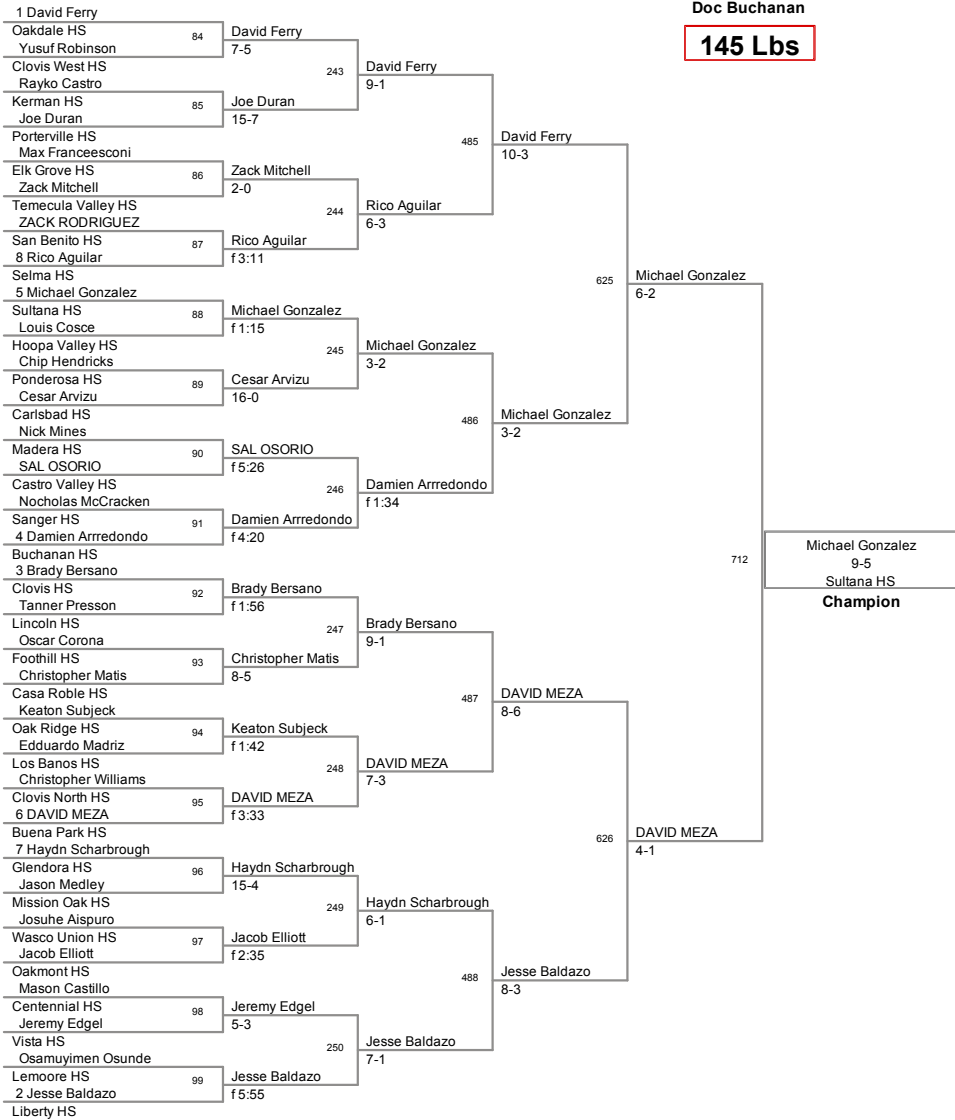 Doc Buchanan
145 Lbs
1 David Ferry
Oakdale HS
84
Yusuf Robinson
Clovis West HS
Rayko Castro
Kerman HS
85
Joe Duran
Porterville HS
Max Franceesconi
Elk Grove HS
86
Zack Mitchell
Temecula Valley HS
ZACK RODRIGUEZ
San Benito HS
87
8 Rico Aguilar
Selma HS
5 Michael Gonzalez
Sultana HS
88
Louis Cosce
Hoopa Valley HS
Chip Hendricks
Ponderosa HS
89
Cesar Arvizu
Carlsbad HS
Nick Mines
Madera HS
90
SAL OSORIO
Castro Valley HS
Nocholas McCracken
Sanger HS
91
4 Damien Arrredondo
Buchanan HS
3 Brady Bersano
Clovis HS
92
Tanner Presson
Lincoln HS
Oscar Corona
Foothill HS
93
Christopher Matis
Casa Roble HS
Keaton Subjeck
Oak Ridge HS
94
Edduardo Madriz
Los Banos HS
Christopher Williams
Clovis North HS
95
6 DAVID MEZA
Buena Park HS
7 Haydn Scharbrough
Glendora HS
96
Jason Medley
Mission Oak HS
Josuhe Aispuro
Wasco Union HS
97
Jacob Elliott
Oakmont HS
Mason Castillo
Centennial HS
98
Jeremy Edgel
Vista HS
Osamuyimen Osunde
Lemoore HS
99
2 Jesse Baldazo
Liberty HS
David Ferry
7-5
243
Joe Duran
15-7
Zack Mitchell
2-0
244
Rico Aguilar
f 3:11
Michael Gonzalez
f 1:15
245
Cesar Arvizu
16-0
SAL OSORIO
f 5:26
246
Damien Arrredondo
f 4:20
Brady Bersano
f 1:56
247
Christopher Matis
8-5
Keaton Subjeck
f 1:42
248
DAVID MEZA
f 3:33
Haydn Scharbrough
15-4
249
Jacob Elliott
f 2:35
Jeremy Edgel
5-3
250
Jesse Baldazo
f 5:55
David Ferry
9-1
485
Rico Aguilar
6-3
Michael Gonzalez
3-2
486
Damien Arrredondo
f 1:34
Brady Bersano
9-1
487
DAVID MEZA
7-3
Haydn Scharbrough
6-1
488
Jesse Baldazo
7-1
David Ferry
10-3
625
Michael Gonzalez
3-2
DAVID MEZA
8-6
626
Jesse Baldazo
8-3
Michael Gonzalez
6-2
712
DAVID MEZA
4-1
Michael Gonzalez
9-5
Sultana HS
Champion